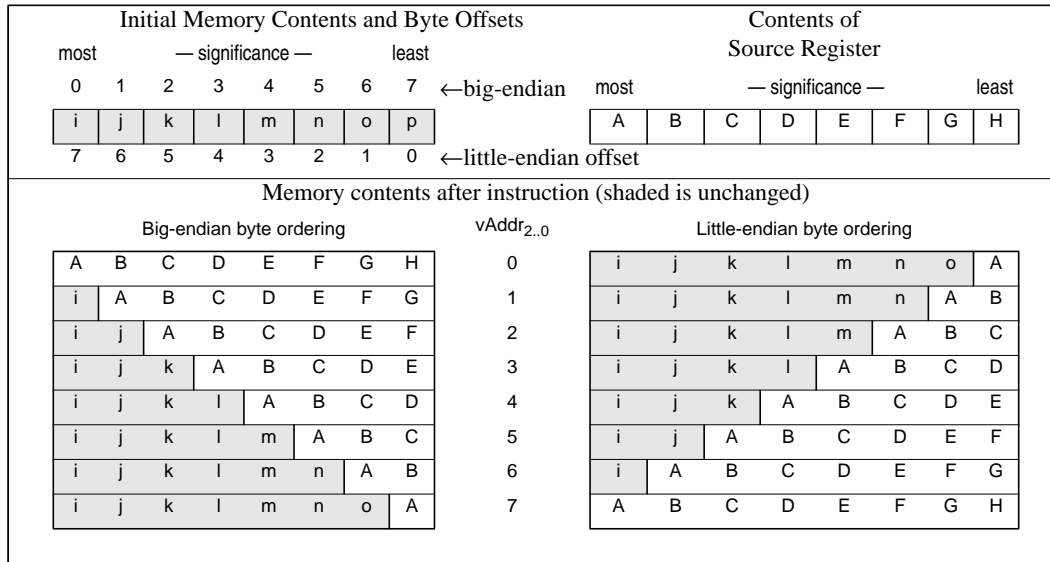 Initial Memory Contents and Byte Offsets
Contents of
Source Register
most — significance — least
0 1 2 3 4 5 6 7 ←big-endian
most — significance — least
i j k l m n o p
A B C D E F G H
7 6 5 4 3 2 1 0 ←little-endian offset
Memory contents after instruction (shaded is unchanged)
Big-endian byte ordering vAddr2..0 Little-endian byte ordering
A B C D E F G H 0 i j k l m n o A
i A B C D E F G 1 i j k l m n A B
i j A B C D E F 2 i j k l m A B C
i j k A B C D E 3 i j k l A B C D
i j k l A B C D 4 i j k A B C D E
i j k l m A B C 5 i j A B C D E F
i j k l m n A B 6 i A B C D E F G
i j k l m n o A 7 A B C D E F G H